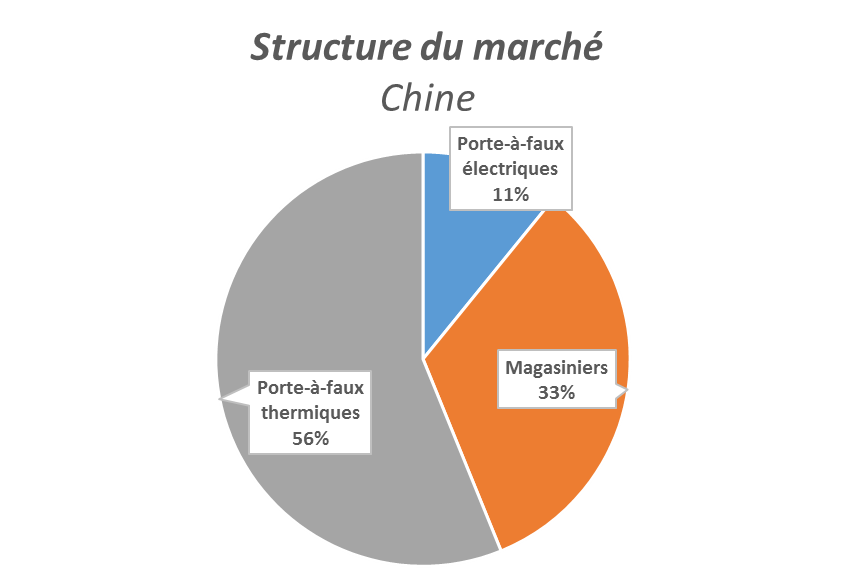 Structure du marché
Chine
Porte-à-faux
électriques
11%
Magasiniers
33%
Porte-à-faux
thermiques
56%